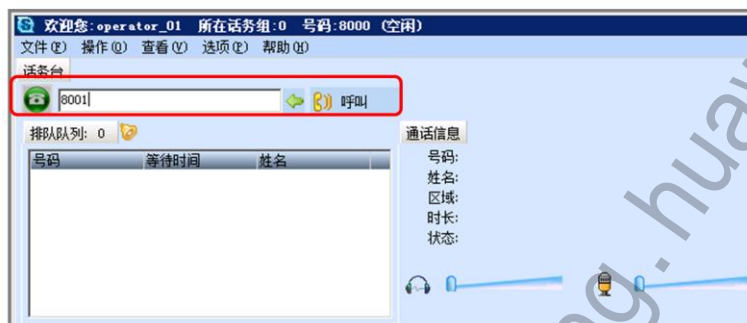 欢迎您:operator_01 所在话务组:0 号码:8000 (空闲)
文件(F) 操作(O) 查看(V) 选项(P) 帮助(H)
话务台
8001 呼叫
排队队列: 0
号码 等待时间 姓名
通话信息
号码:
姓名:
区域:
时长:
状态:
ng.huaw